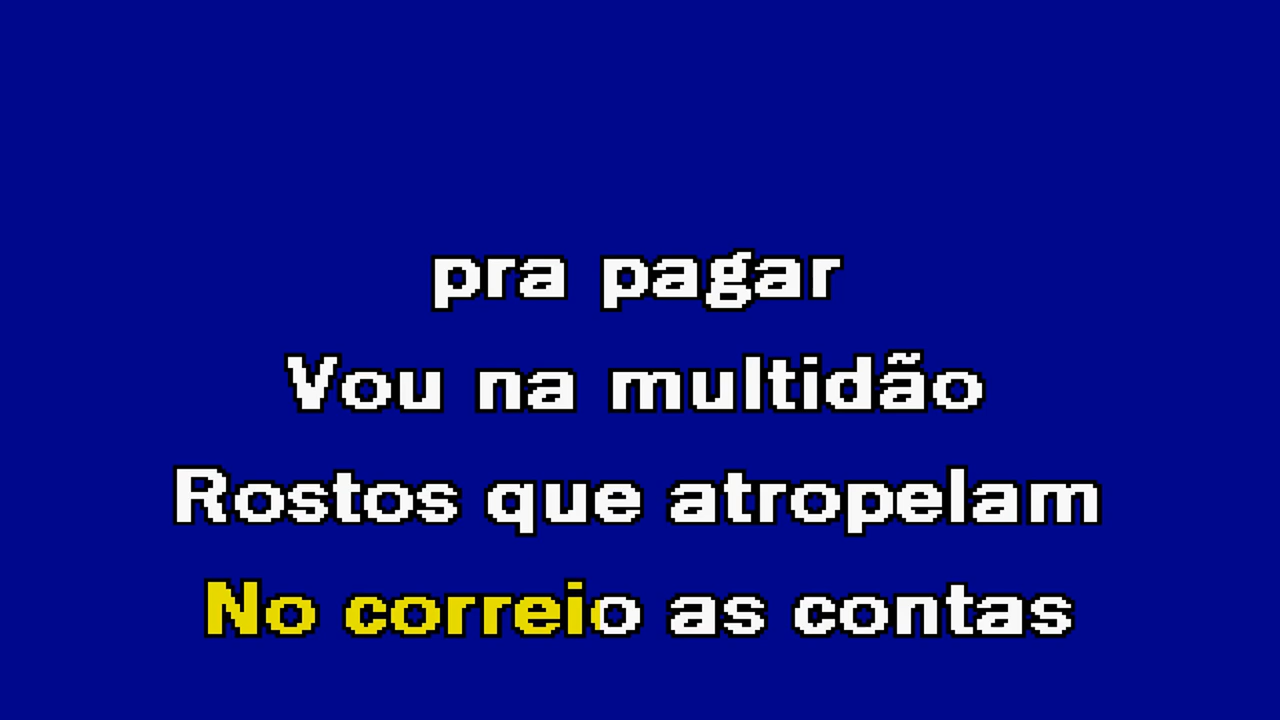 pra pagar
Vou na multidão
Rostos que atropelam
No correio as contas